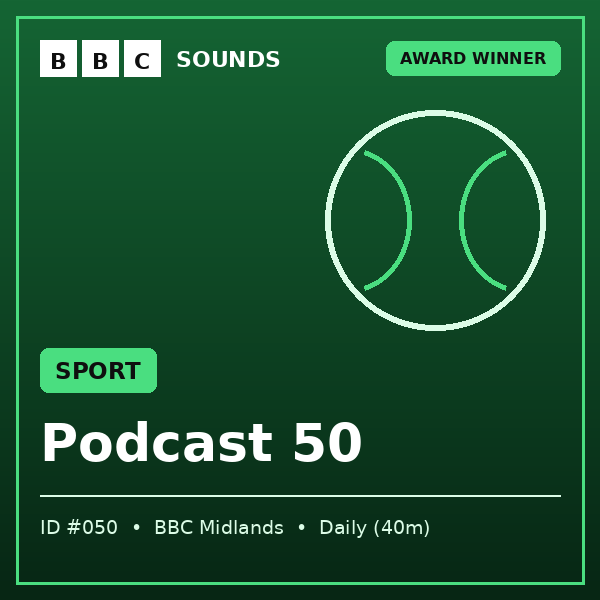 BBC SOUNDS
AWARD WINNER
SPORT
Podcast 50
ID #050 • BBC Midlands • Daily (40m)